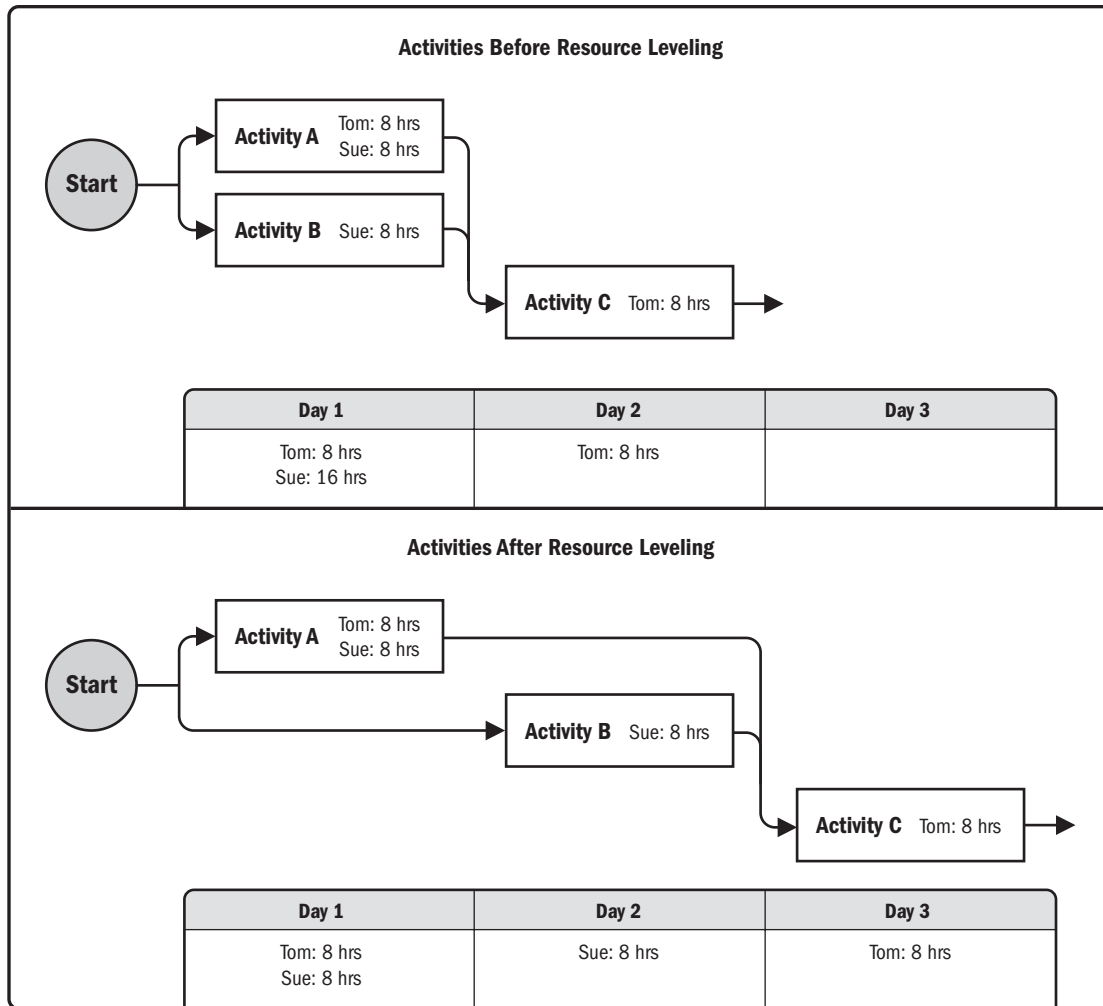 Activities Before Resource Leveling
Start
Activity A
Tom: 8 hrs
Sue: 8 hrs
Activity B Sue: 8 hrs
Activity C Tom: 8 hrs
Day 1 Day 2 Day 3
Tom: 8 hrs Tom: 8 hrs
Sue: 16 hrs
Activities After Resource Leveling
Start
Activity A
Tom: 8 hrs
Sue: 8 hrs
Activity B Sue: 8 hrs
Activity C Tom: 8 hrs
Day 1 Day 2 Day 3
Tom: 8 hrs Sue: 8 hrs Tom: 8 hrs
Sue: 8 hrs